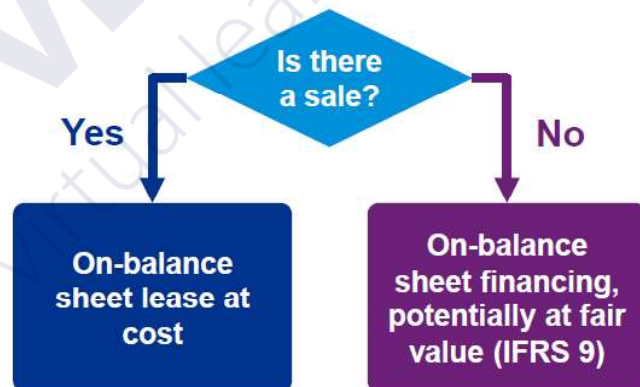 Is there
a sale?
Yes
No
On-balance
sheet lease at
cost
On-balance
sheet financing,
potentially at fair
value (IFRS 9)